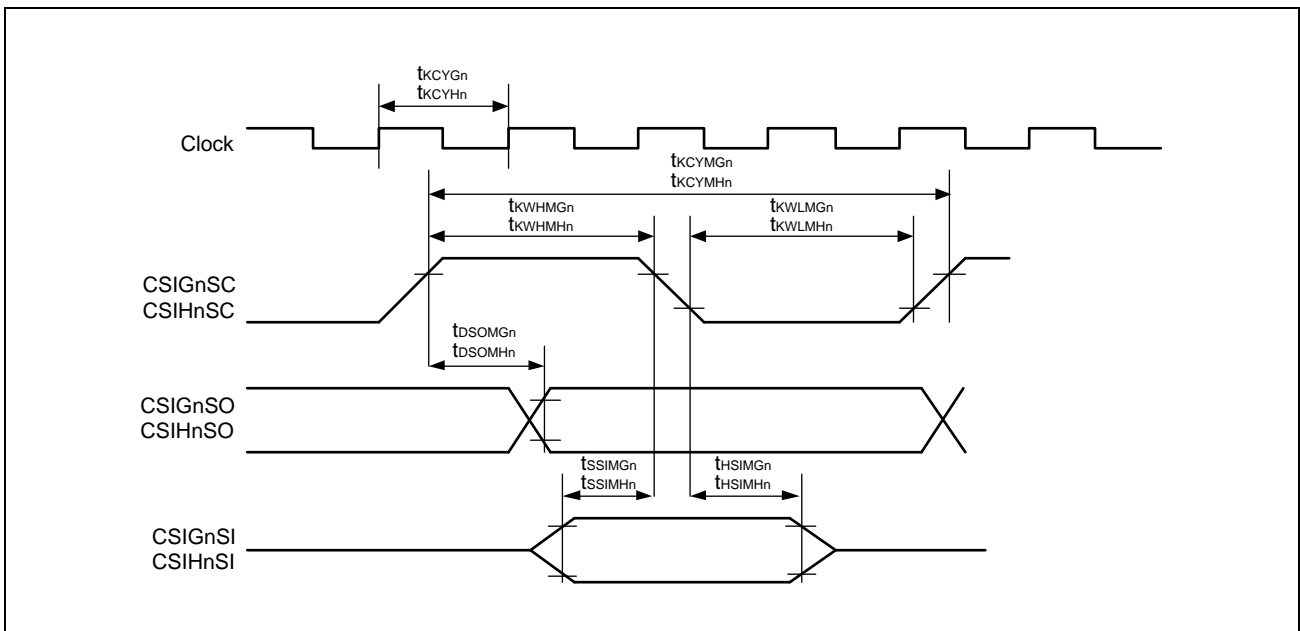 tKCYGn
tKCYHn
Clock
tKCYMGn
tKCYMHn
tKWHMGn
tKWHMHn
tKWLMGn
tKWLMHn
CSIGnSC
CSIHnSC
tDSOMGn
tDSOMHn
CSIGnSO
CSIHnSO
tSSIMGn
tSSIMHn
tHSIMGn
tHSIMHn
CSIGnSI
CSIHnSI